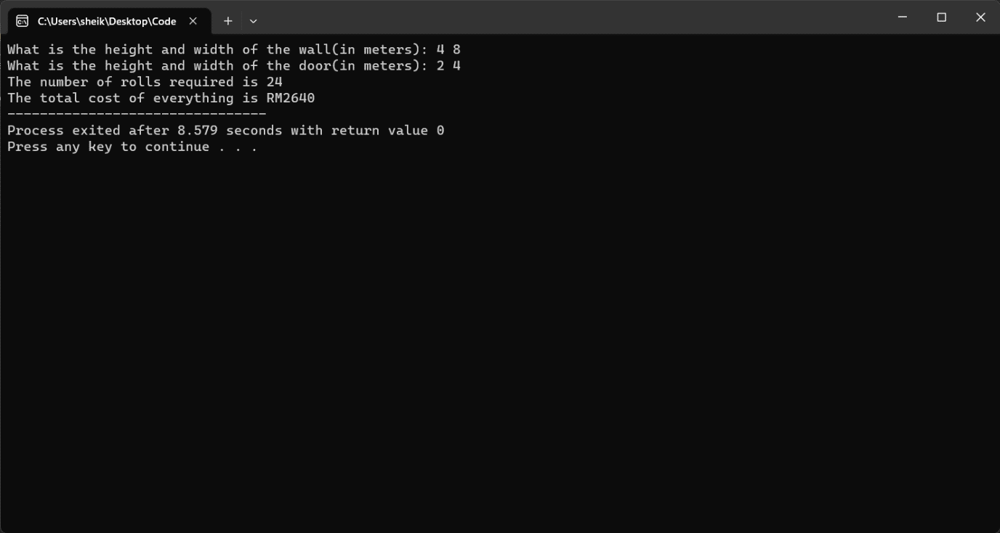 C:\Users\sheik\Desktop\Code
What is the height and width of the wall(in meters): 4 8
What is the height and width of the door(in meters): 2 4
The number of rolls required is 24
The total cost of everything is RM2640
--------------------------------
Process exited after 8.579 seconds with return value 0
Press any key to continue . . .